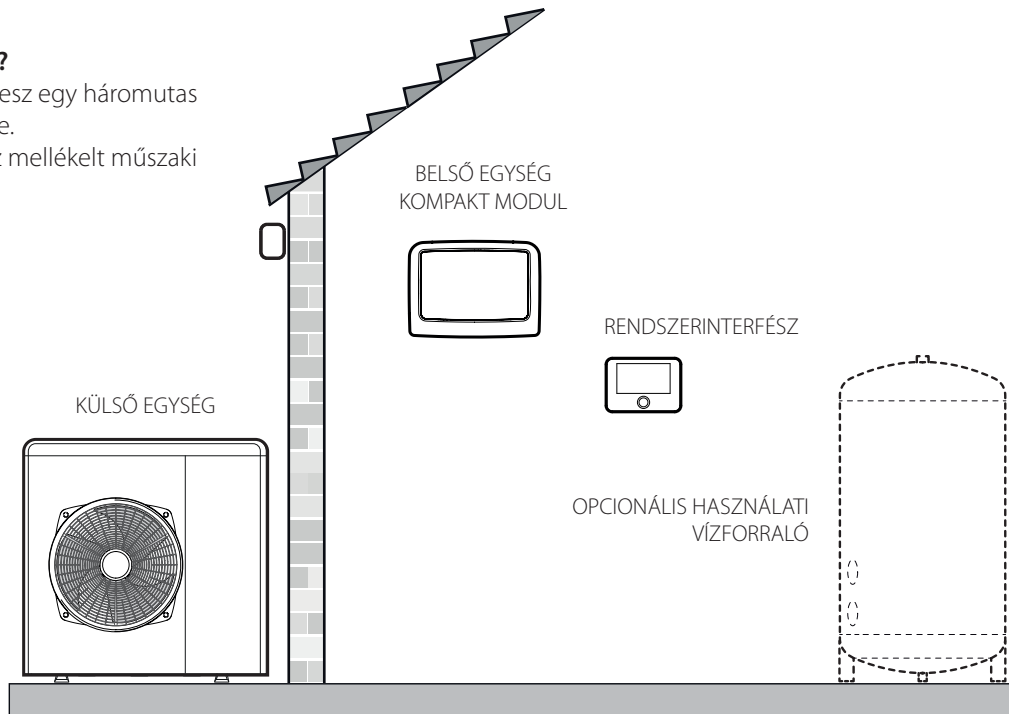 ?
esz egy háromutas
e.
mellékelt műszaki
BELSŐ EGYSÉG
KOMPAKT MODUL
RENDSZERINTERFÉSZ
KÜLSŐ EGYSÉG
OPCIONÁLIS HASZNÁLATI
VÍZFORRALÓ